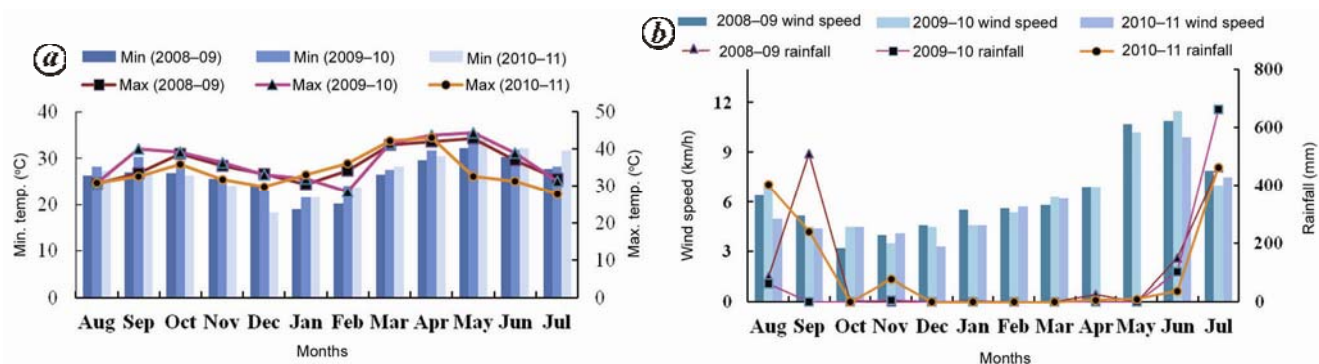 a
Min (2008–09) Min (2009–10) Min (2010–11)
Max (2008–09) Max (2009–10) Max (2010–11)
40
30
20
10
0
Min. temp. (°C)
50
40
30
20
10
0
Max. temp. (°C)
Aug Sep Oct Nov Dec Jan Feb Mar Apr May Jun Jul
Months
b
2008–09 wind speed 2009–10 wind speed 2010–11 wind speed
2008–09 rainfall 2009–10 rainfall 2010–11 rainfall
12
9
6
3
0
Wind speed (km/h)
800
600
400
200
0
Rainfall (mm)
Aug Sep Oct Nov Dec Jan Feb Mar Apr May Jun Jul
Months